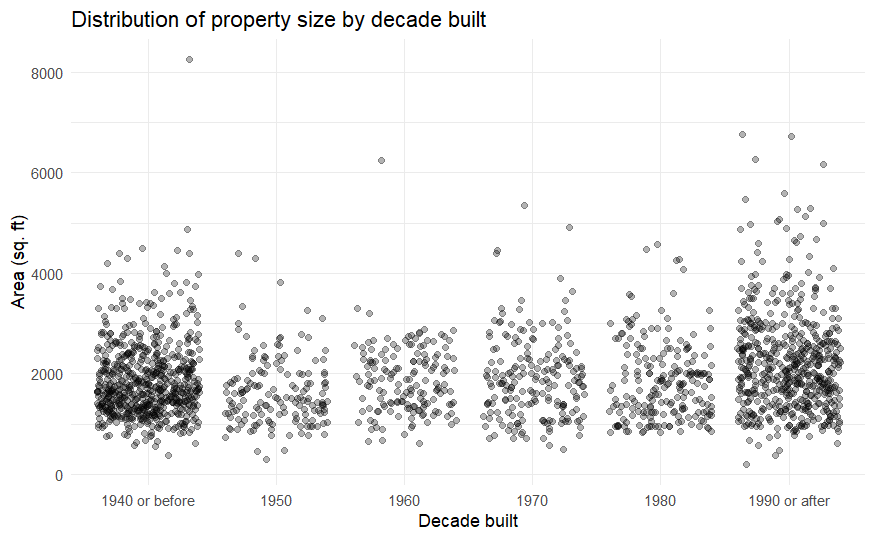 Distribution of property size by decade built
Area (sq. ft)
8000
6000
4000
2000
0
1940 or before 1950 1960 1970 1980 1990 or after
Decade built